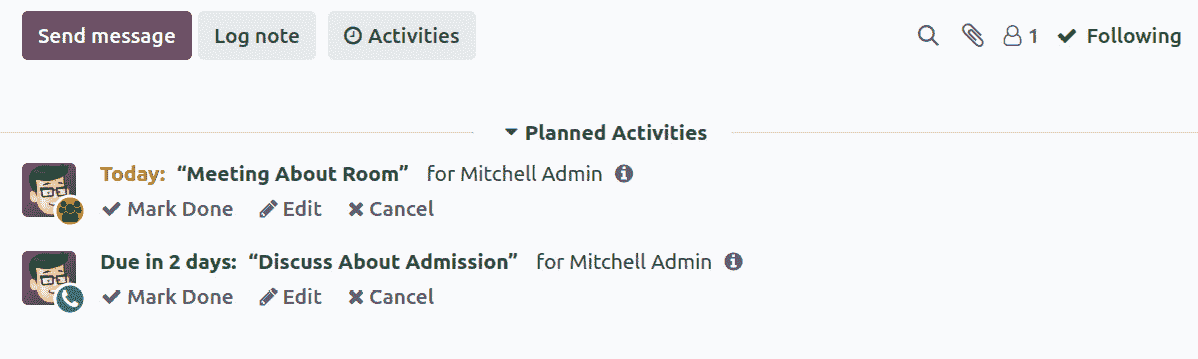 Send message Log note Activities 1 Following
Planned Activities
Today: “Meeting About Room” for Mitchell Admin
Mark Done Edit Cancel
Due in 2 days: “Discuss About Admission” for Mitchell Admin
Mark Done Edit Cancel